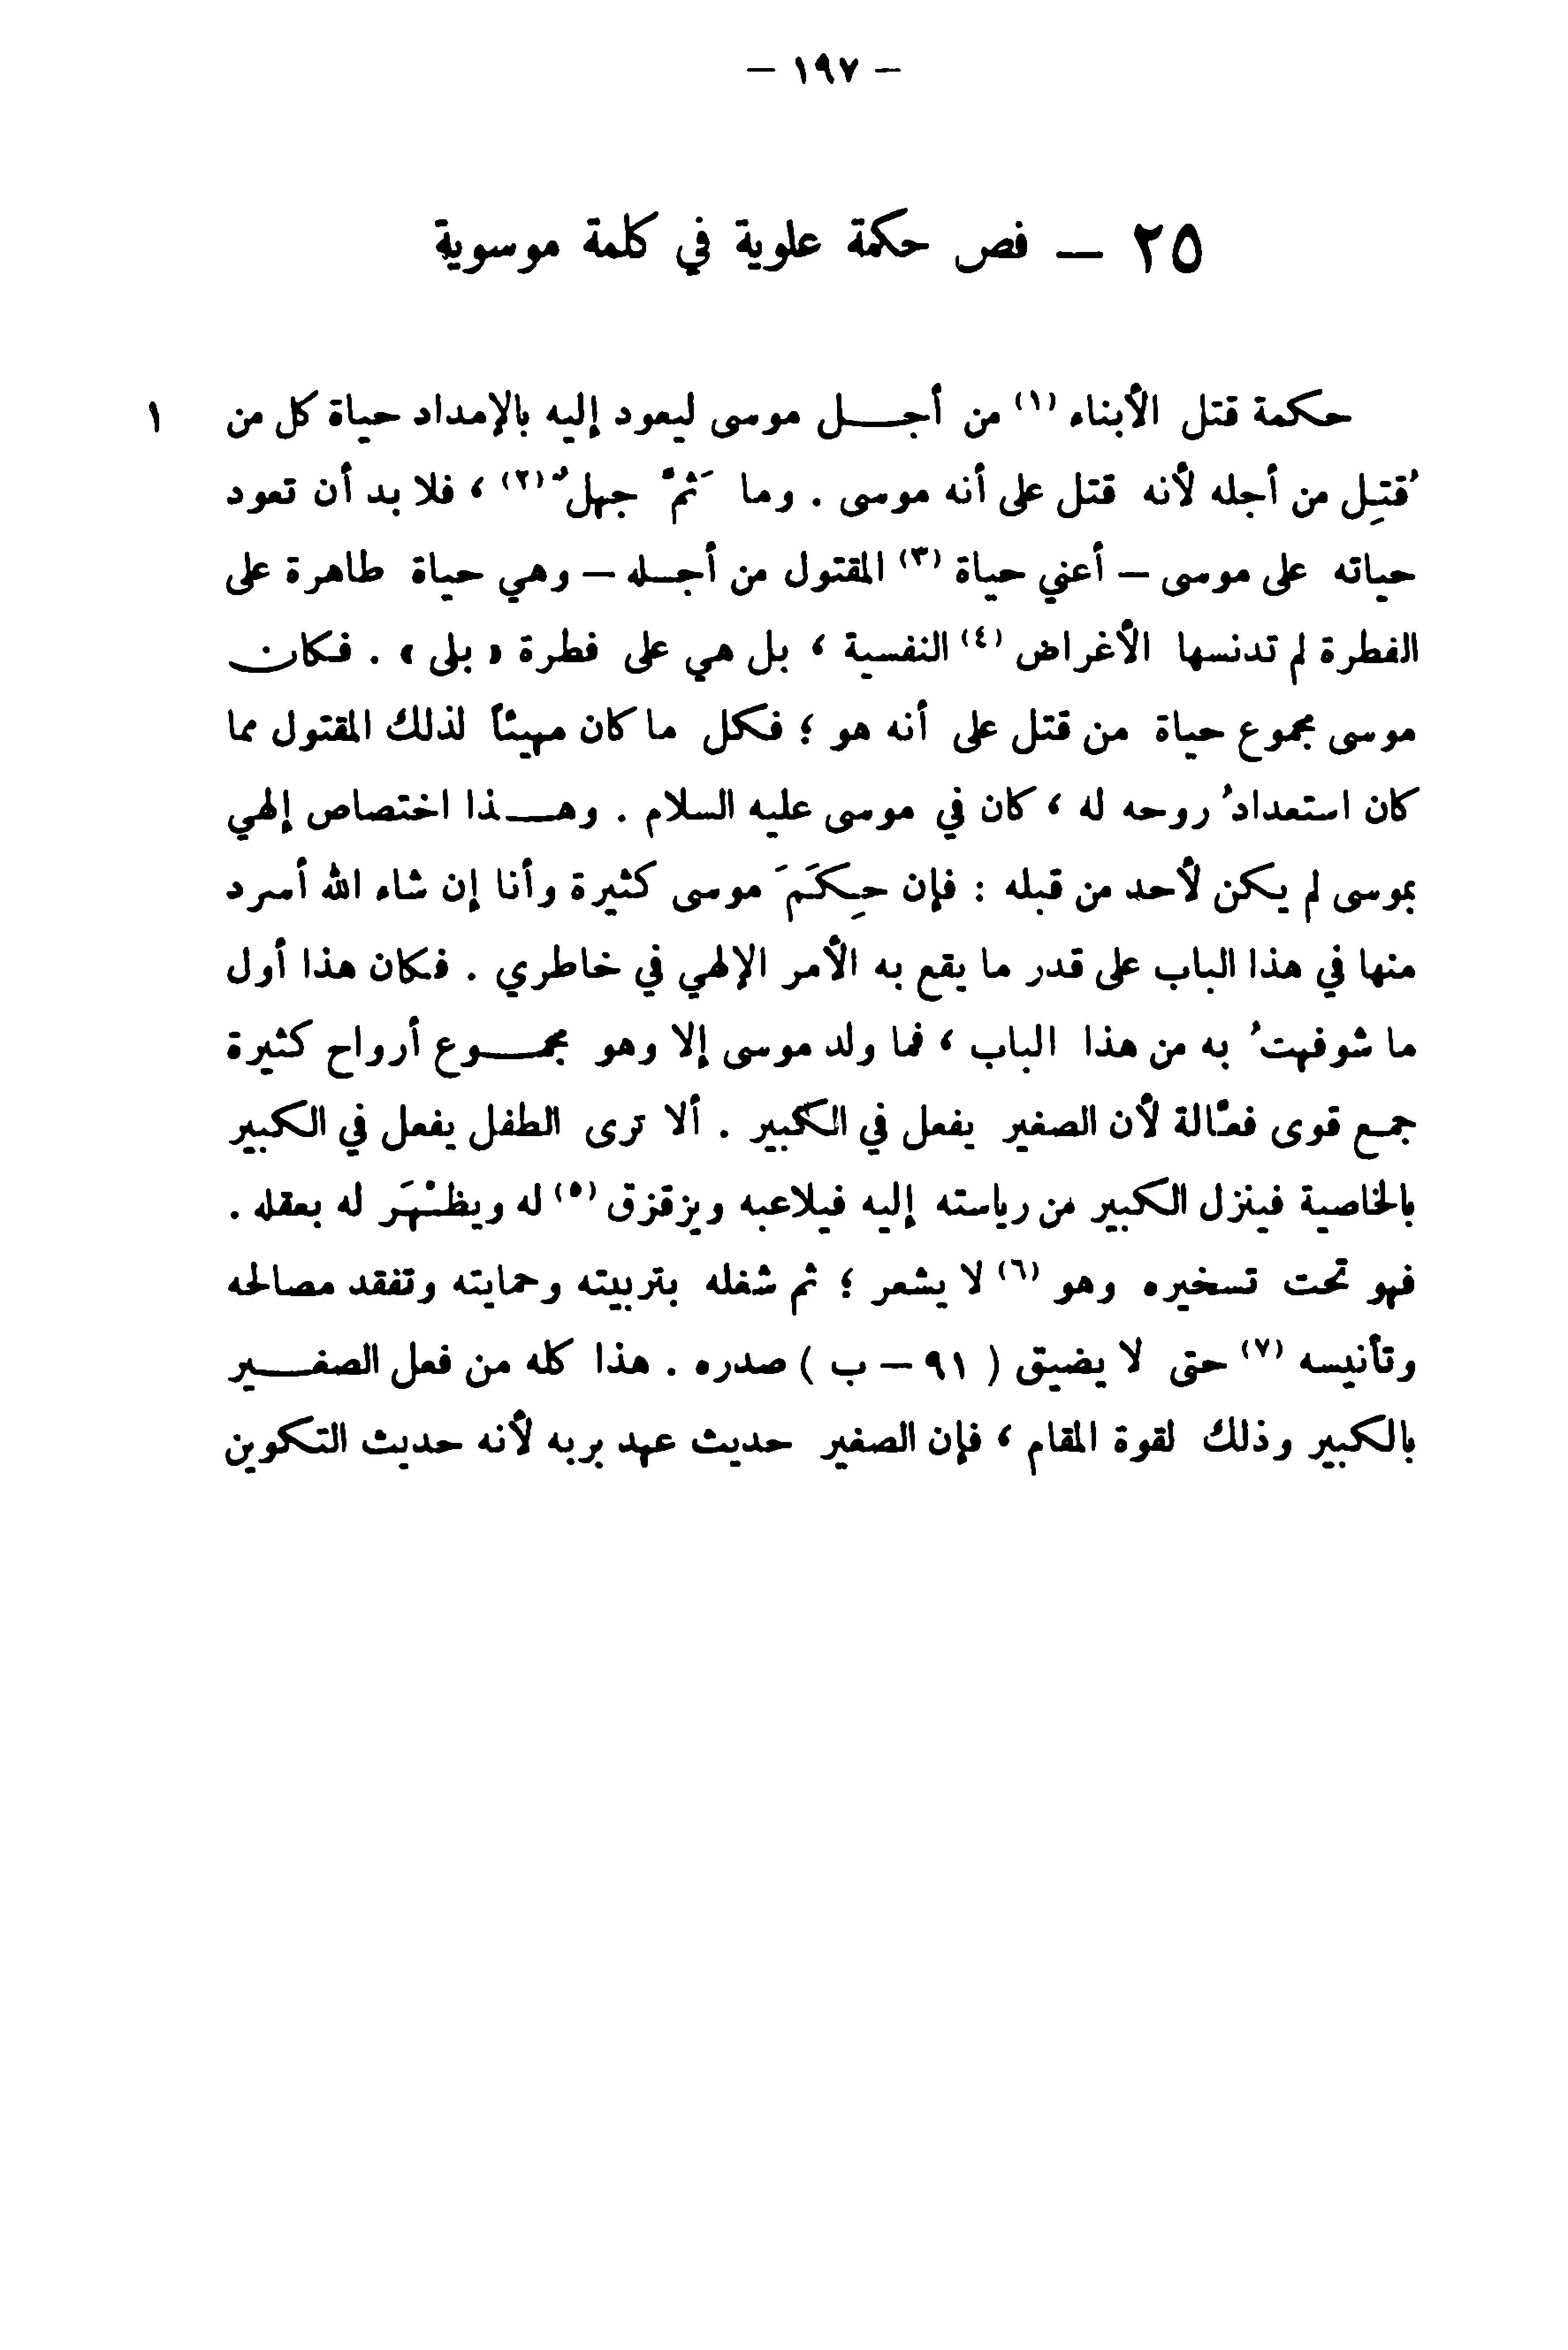 – ١٩٧ –
٢٥ – فص حكمة علوية في كلمة موسوية
حكمة قتل الأبناء (١) من أجــل موسى ليعود إليه بالإمداد حياة كل من ١
قُتِل من أجله لأنه قتل على أنه موسى . وما ثَمَّ جهلٌ (٢) ، فلا بد أن تعود
حياته على موسى – أعني حياة (٣) المقتول من أجـله – وهي حياة طاهرة على
الفطرة لم تدنسها الأغراض (٤) النفسية ، بل هي على فطرة « بلى » . فـكان
موسى مجموع حياة من قتل على أنه هو ؛ فكل ما كان مهيئاً لذلك المقتول مما
كان استعدادُ روحه له ، كان في موسى عليه السلام . وهــذا اختصاص إلهي
بموسى لم يكن لأحد من قبله : فإن حِكَمَ موسى كثيرة وأنا إن شاء الله أسرد
منها في هذا الباب على قدر ما يقع به الأمر الإلهي في خاطري . فكان هذا أول
ما شوفهتُ به من هذا الباب ، فما ولد موسى إلا وهو مجمــوع أرواح كثيرة
جمـع قوى فعّالة لأن الصغير يفعل في الكبير . ألا ترى الطفل يفعل في الكبير
بالخاصية فينزل الكبير من رياسته إليه فيلاعبه ويزقزق (٥) له ويظْهَر له بعقله .
فهو تحت تسخيره وهو (٦) لا يشعر ؛ ثم شغله بتربيته وحمايته وتفقد مصالحه
وتأنيسه (٧) حتى لا يضيق ( ٩١ – ب ) صدره . هذا كله من فعل الصغــير
بالكبير وذلك لقوة المقام ، فإن الصغير حديث عهد بربه لأنه حديث التكوين